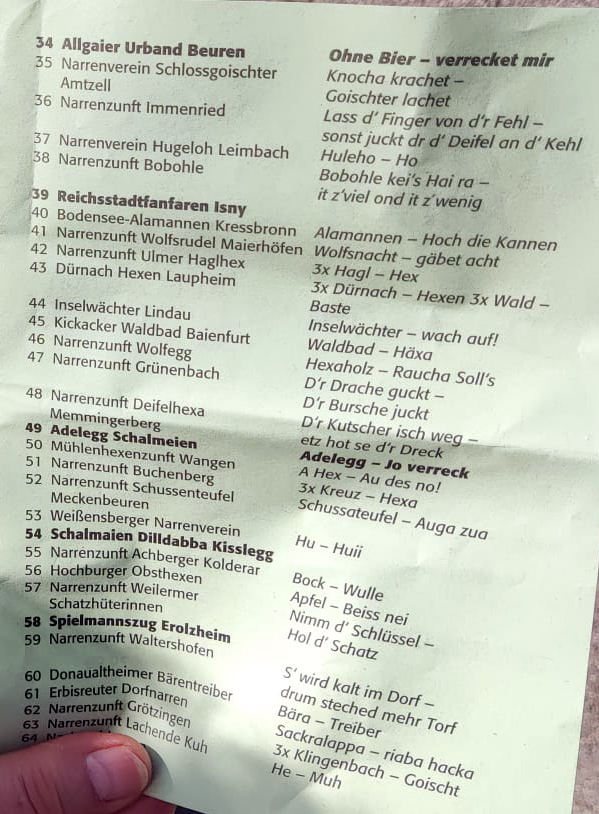 34 Allgaier Urband Beuren Ohne Bier – verrecket mir
35 Narrenverein Schlossgoischter Knocha krachet –
Amtzell Goischter lachet
36 Narrenzunft Immenried Lass d' Finger von d'r Fehl –
sonst juckt dr d' Deifel an d' Kehl
37 Narrenverein Hugeloh Leimbach Huleho – Ho
38 Narrenzunft Bobohle Bobohle kei's Hai ra –
it z'viel ond it z'wenig
39 Reichsstadtfanfaren Isny
40 Bodensee-Alamannen Kressbronn Alamannen – Hoch die Kannen
41 Narrenzunft Wolfsrudel Maierhöfen Wolfsnacht – gäbet acht
42 Narrenzunft Ulmer Haglhex 3x Hagl – Hex
43 Dürnach Hexen Laupheim 3x Dürnach – Hexen 3x Wald –
Baste
44 Inselwächter Lindau Inselwächter – wach auf!
45 Kickacker Waldbad Baienfurt Waldbad – Häxa
46 Narrenzunft Wolfegg Hexaholz – Raucha Soll's
47 Narrenzunft Grünenbach D'r Drache guckt –
D'r Bursche juckt
48 Narrenzunft Deifelhexa D'r Kutscher isch weg –
Memmingerberg etz hot se d'r Dreck
49 Adelegg Schalmeien Adelegg – Jo verreck
50 Mühlenhexenzunft Wangen A Hex – Au des no!
51 Narrenzunft Buchenberg 3x Kreuz – Hexa
52 Narrenzunft Schussenteufel Schussateufel – Auga zua
Meckenbeuren
53 Weißensberger Narrenverein Hu – Huii
54 Schalmaien Dilldabba Kisslegg
55 Narrenzunft Achberger Kolderar Bock – Wulle
56 Hochburger Obsthexen Apfel – Beiss nei
57 Narrenzunft Weilermer Nimm d' Schlüssel –
Schatzhüterinnen Hol d' Schatz
58 Spielmannszug Erolzheim
59 Narrenzunft Waltershofen S' wird kalt im Dorf –
drum steched mehr Torf
60 Donaualtheimer Bärentreiber Bära – Treiber
61 Erbisreuter Dorfnarren Sackralappa – riaba hacka
62 Narrenzunft Grötzingen 3x Klingenbach – Goischt
63 Narrenzunft Lachende Kuh He – Muh
64